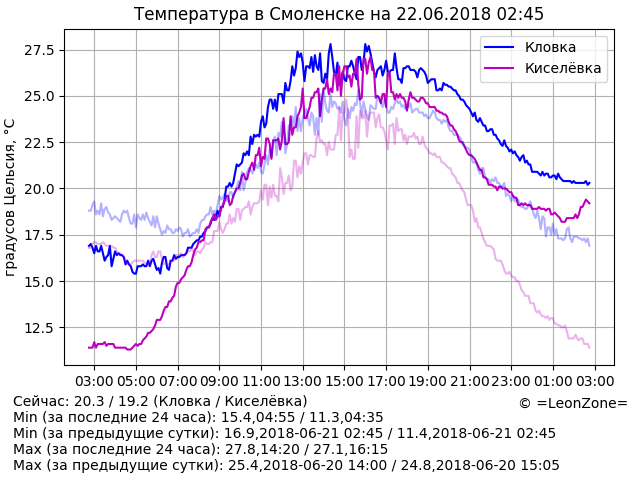 Температура в Смоленске на 22.06.2018 02:45
27.5
25.0
22.5
20.0
17.5
15.0
12.5
градусов Цельсия, °C
Кловка
Киселёвка
03:00 05:00 07:00 09:00 11:00 13:00 15:00 17:00 19:00 21:00 23:00 01:00 03:00
Сейчас: 20.3 / 19.2 (Кловка / Киселёвка)
© =LeonZone=
Min (за последние 24 часа): 15.4,04:55 / 11.3,04:35
Min (за предыдущие сутки): 16.9,2018-06-21 02:45 / 11.4,2018-06-21 02:45
Max (за последние 24 часа): 27.8,14:20 / 27.1,16:15
Max (за предыдущие сутки): 25.4,2018-06-20 14:00 / 24.8,2018-06-20 15:05